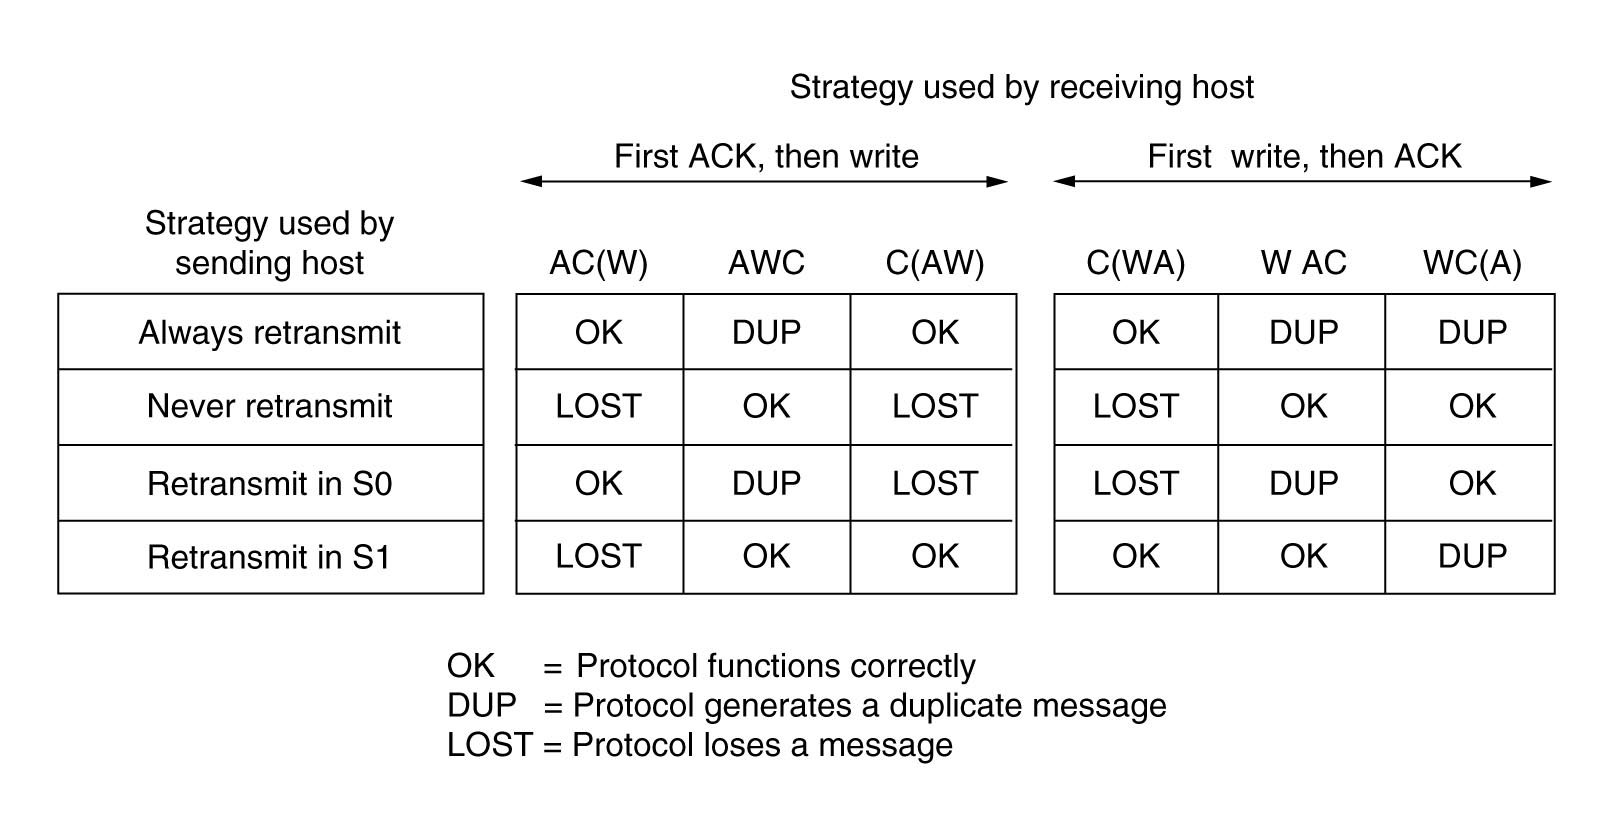 Strategy used by receiving host
First ACK, then write
First write, then ACK
Strategy used by
sending host
AC(W) AWC C(AW) C(WA) W AC WC(A)
Always retransmit OK DUP OK OK DUP DUP
Never retransmit LOST OK LOST LOST OK OK
Retransmit in S0 OK DUP LOST LOST DUP OK
Retransmit in S1 LOST OK OK OK OK DUP
OK = Protocol functions correctly
DUP = Protocol generates a duplicate message
LOST = Protocol loses a message